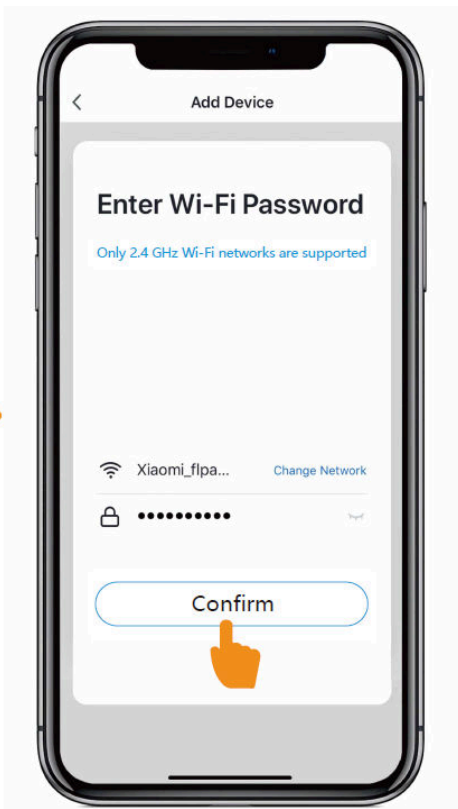 Add Device
Enter Wi-Fi Password
Only 2.4 GHz Wi-Fi networks are supported
Xiaomi_flpa... Change Network
••••••••••
Confirm